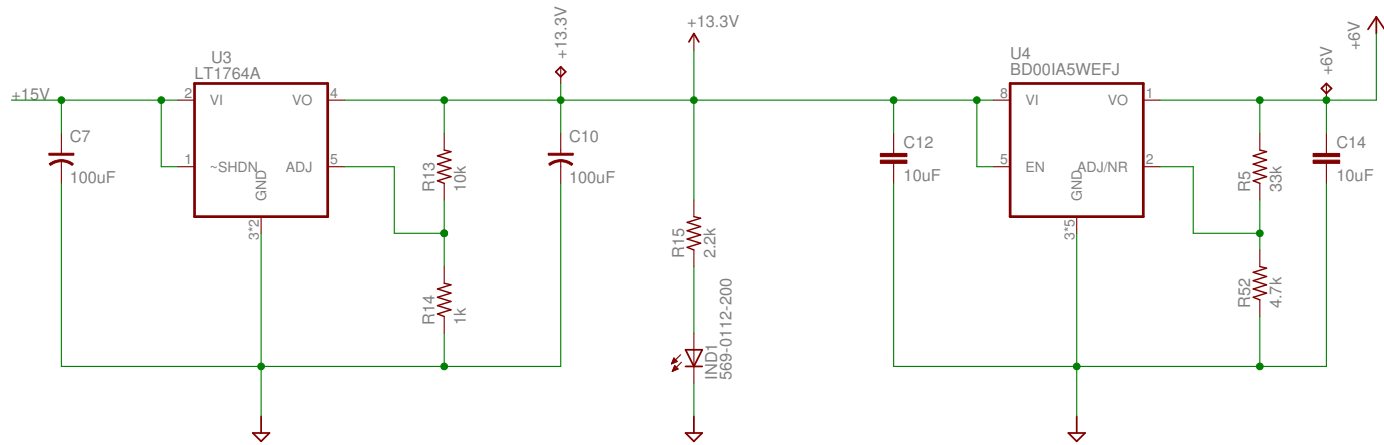 +15V
C7
100uF
U3
LT1764A
2
VI
VO
4
1
~SHDN
ADJ
5
GND
3*2
R13
10k
R14
1k
+13.3V
C10
100uF
+13.3V
R15
2.2k
IND1
569-0112-200
C12
10uF
U4
BD00IA5WEFJ
8
VI
VO
1
5
EN
ADJ/NR
2
GND
3*5
R5
33k
R52
4.7k
+6V
C14
10uF
+6V